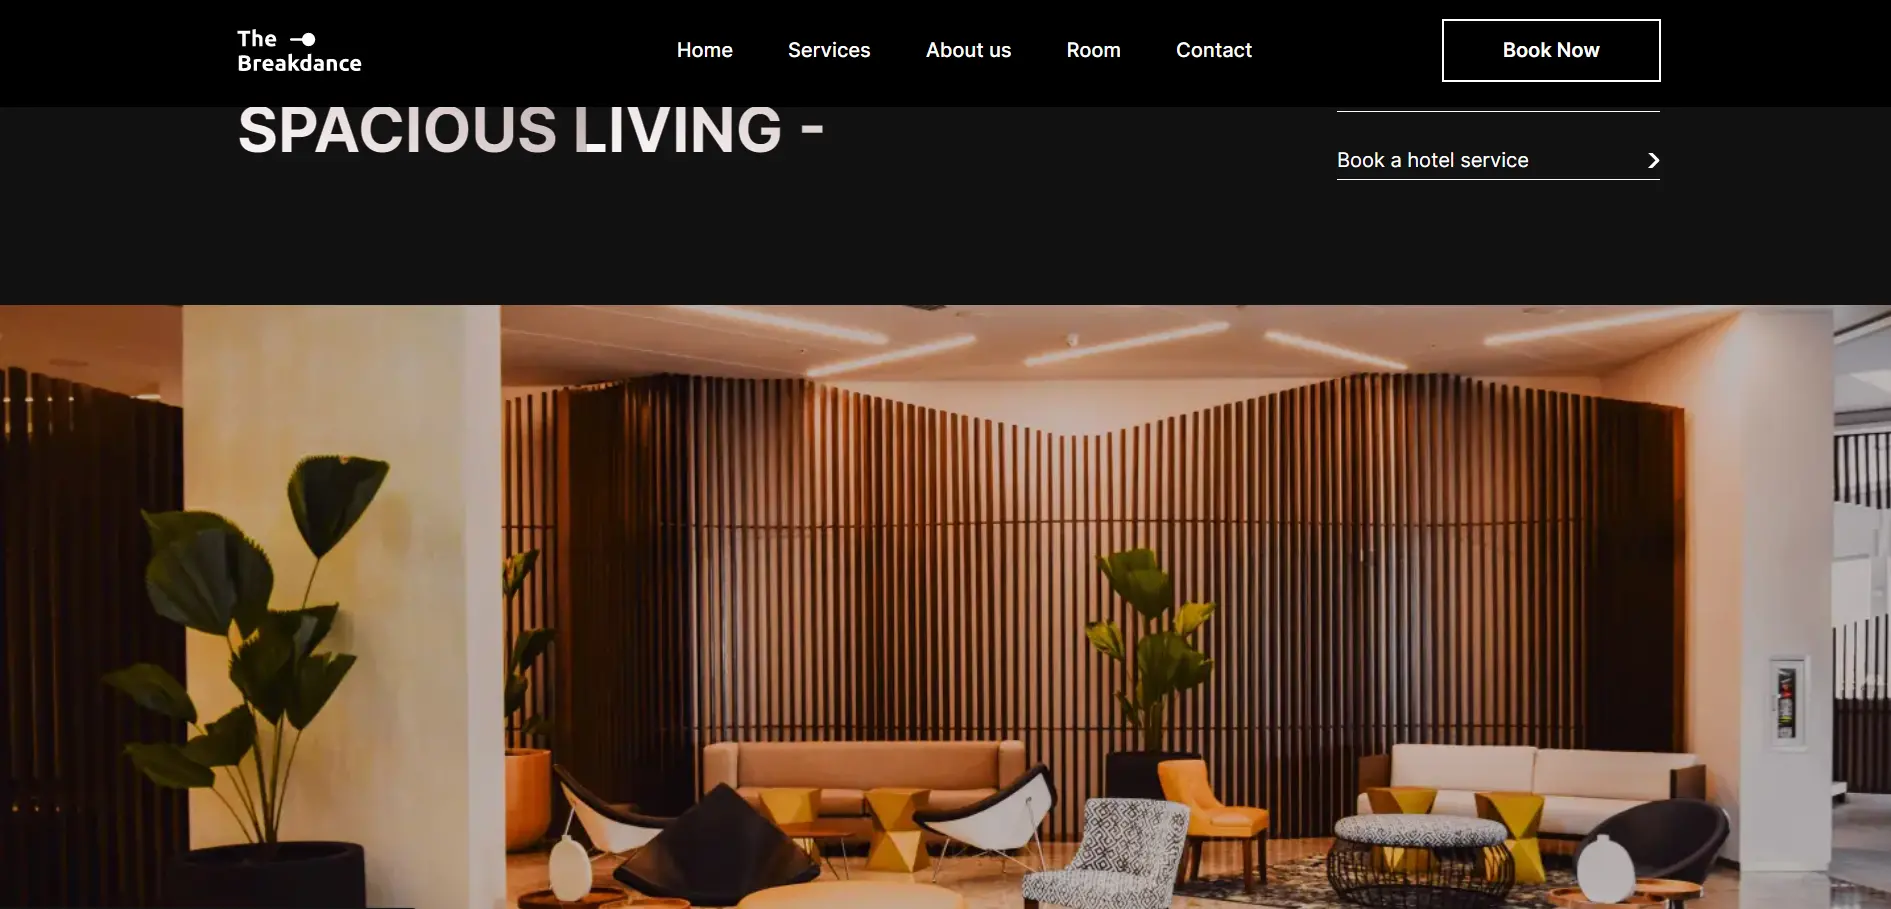 The
Breakdance
Home
Services
About us
Room
Contact
Book Now
SPACIOUS LIVING -
Book a hotel service